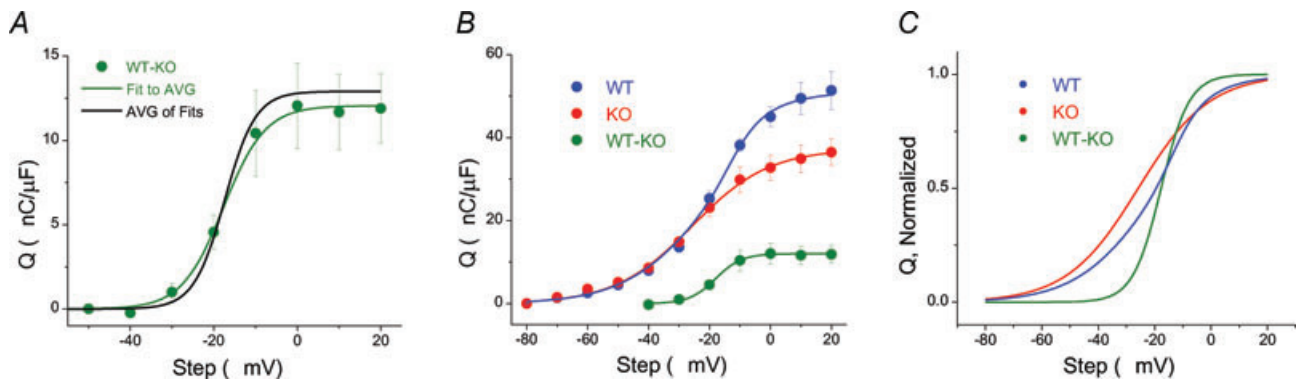 A
WT-KO
Fit to AVG
AVG of Fits
15
10
5
0
Q ( nC/µF)
-40 -20 0 20
Step ( mV)
B
WT
KO
WT-KO
60
40
20
0
Q ( nC/µF)
-80 -60 -40 -20 0 20
Step ( mV)
C
WT
KO
WT-KO
1.0
0.5
0.0
Q, Normalized
-80 -60 -40 -20 0 20
Step ( mV)